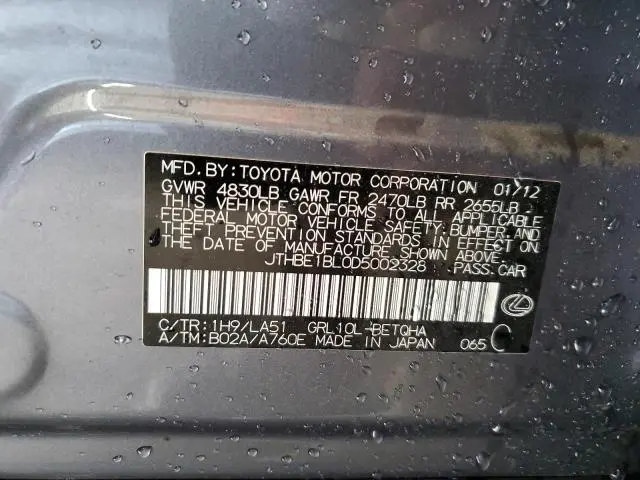 MFD. BY: TOYOTA MOTOR CORPORATION 01/12
GVWR 4830LB GAWR FR 2470LB RR 2655LB
THIS VEHICLE CONFORMS TO ALL APPLICABLE
FEDERAL MOTOR VEHICLE SAFETY, BUMPER, AND
THEFT PREVENTION STANDARDS IN EFFECT ON
THE DATE OF MANUFACTURE SHOWN ABOVE.
JTHBE1BL0D5002328 PASS.CAR
C/TR: 1H9/LA51 GRL10L-BETQHA
A/TM: B02A/A760E MADE IN JAPAN 065 C